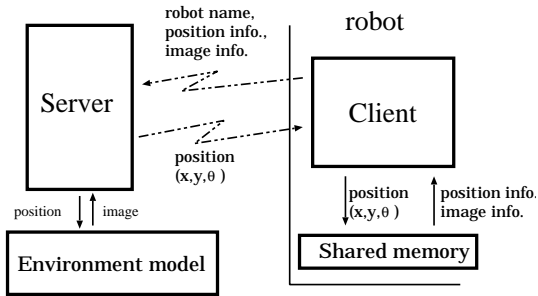 robot name,
position info.,
image info.
robot
Server
Client
position
(x,y,θ )
position
image
position
(x,y,θ )
position info.
image info.
Environment model
Shared memory